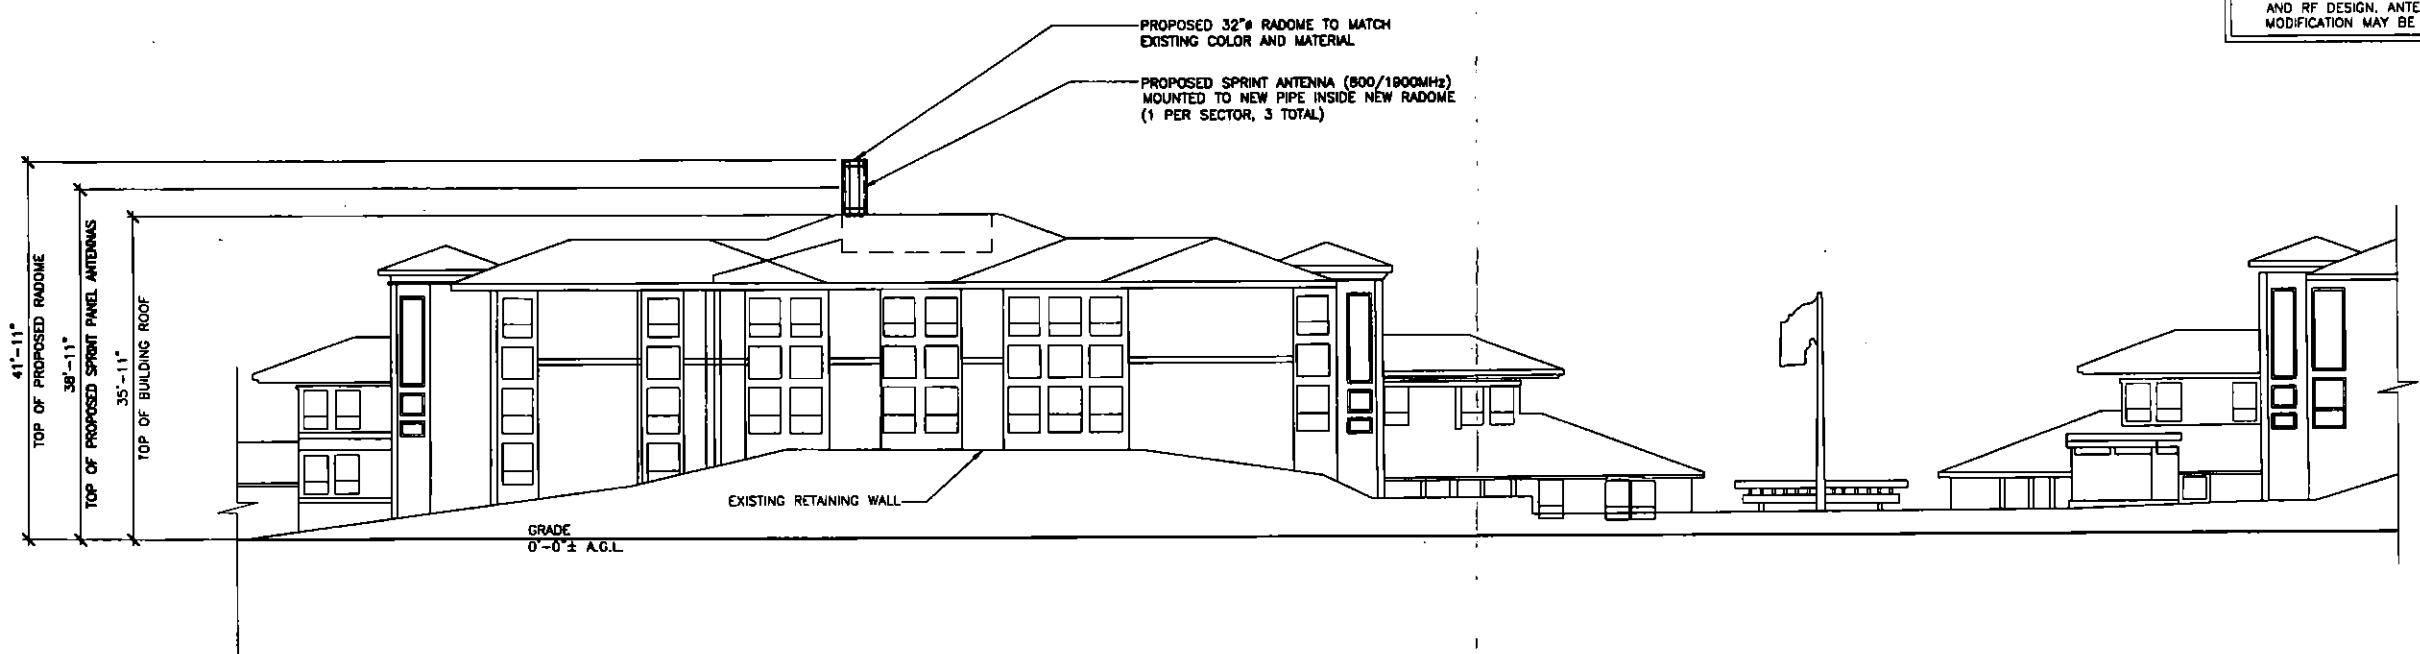 AND RF DESIGN, ANTE
MODIFICATION MAY BE
PROPOSED 32"ø RADOME TO MATCH
EXISTING COLOR AND MATERIAL
PROPOSED SPRINT ANTENNA (800/1900MHz)
MOUNTED TO NEW PIPE INSIDE NEW RADOME
(1 PER SECTOR, 3 TOTAL)
41'-11"
TOP OF PROPOSED RADOME
38'-11"
TOP OF PROPOSED SPRINT PANEL ANTENNAS
35'-11"
TOP OF BUILDING ROOF
EXISTING RETAINING WALL
GRADE
0'-0"± A.G.L.